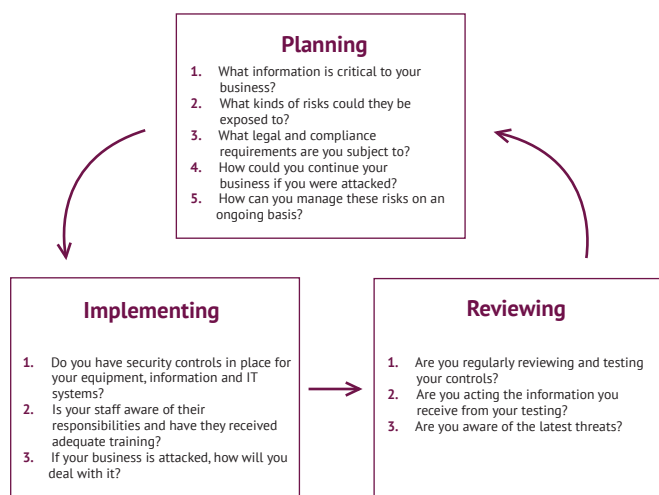 Planning
1. What information is critical to your
business?
2. What kinds of risks could they be
exposed to?
3. What legal and compliance
requirements are you subject to?
4. How could you continue your
business if you were attacked?
5. How can you manage these risks on an
ongoing basis?
Implementing
1. Do you have security controls in place for
your equipment, information and IT
systems?
2. Is your staff aware of their
responsibilities and have they received
adequate training?
3. If your business is attacked, how will you
deal with it?
Reviewing
1. Are you regularly reviewing and testing
your controls?
2. Are you acting the information you
receive from your testing?
3. Are you aware of the latest threats?